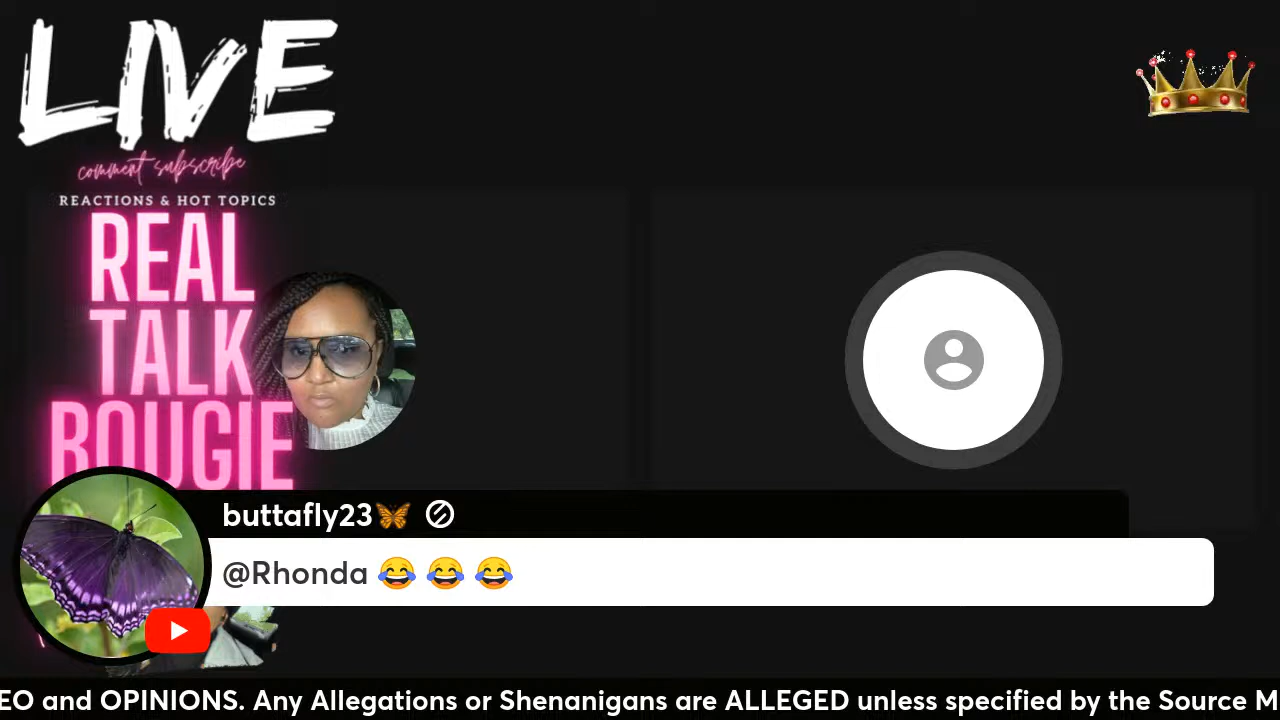 LIVE
comment subscribe
REACTIONS & HOT TOPICS
REAL
TALK
BOUGIE
buttafly23🦋
@Rhonda 😂 😂 😂
EO and OPINIONS. Any Allegations or Shenanigans are ALLEGED unless specified by the Source M